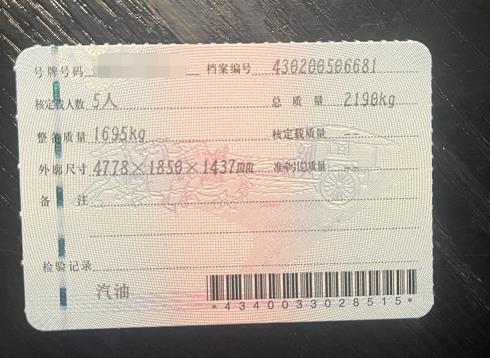 号牌号码 档案编号 430200506681
核定载人数 5人 总质量 2190kg
整备质量 1695kg 核定载质量 --
外廓尺寸 4778×1850×1437mm 准牵引总质量 --
备注
检验记录
汽油
*4340033028515*